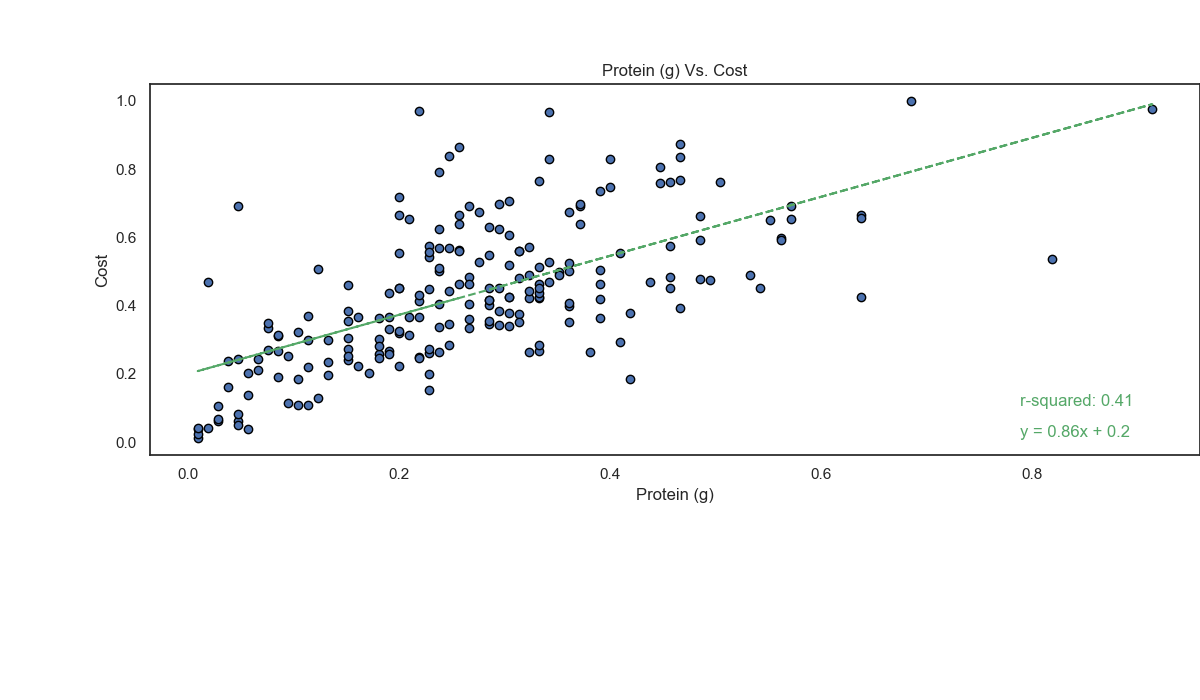 Protein (g) Vs. Cost
1.0
0.8
0.6
0.4
0.2
0.0
Cost
r-squared: 0.41
y = 0.86x + 0.2
0.0 0.2 0.4 0.6 0.8
Protein (g)